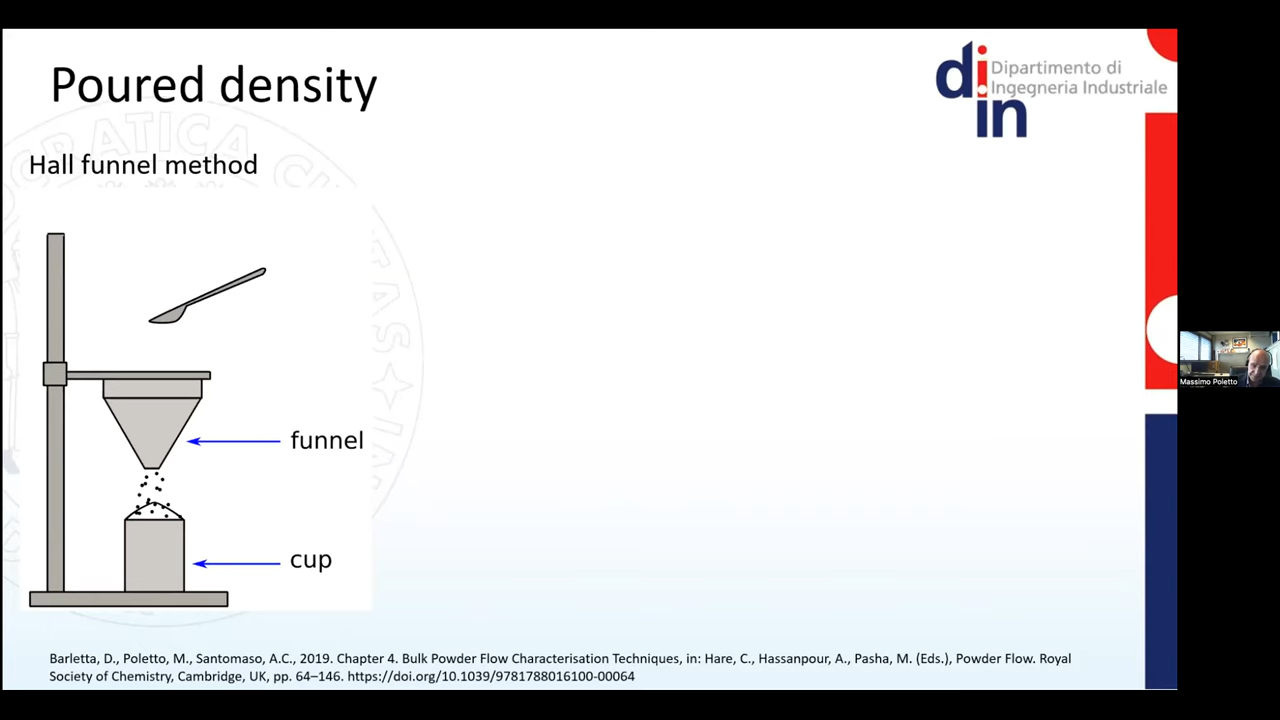 Poured density
Dipartimento di
Ingegneria Industriale
di
in
Hall funnel method
funnel
cup
Massimo Poletto
Barletta, D., Poletto, M., Santomaso, A.C., 2019. Chapter 4. Bulk Powder Flow Characterisation Techniques, in: Hare, C., Hassanpour, A., Pasha, M. (Eds.), Powder Flow. Royal
Society of Chemistry, Cambridge, UK, pp. 64–146. https://doi.org/10.1039/9781788016100-00064